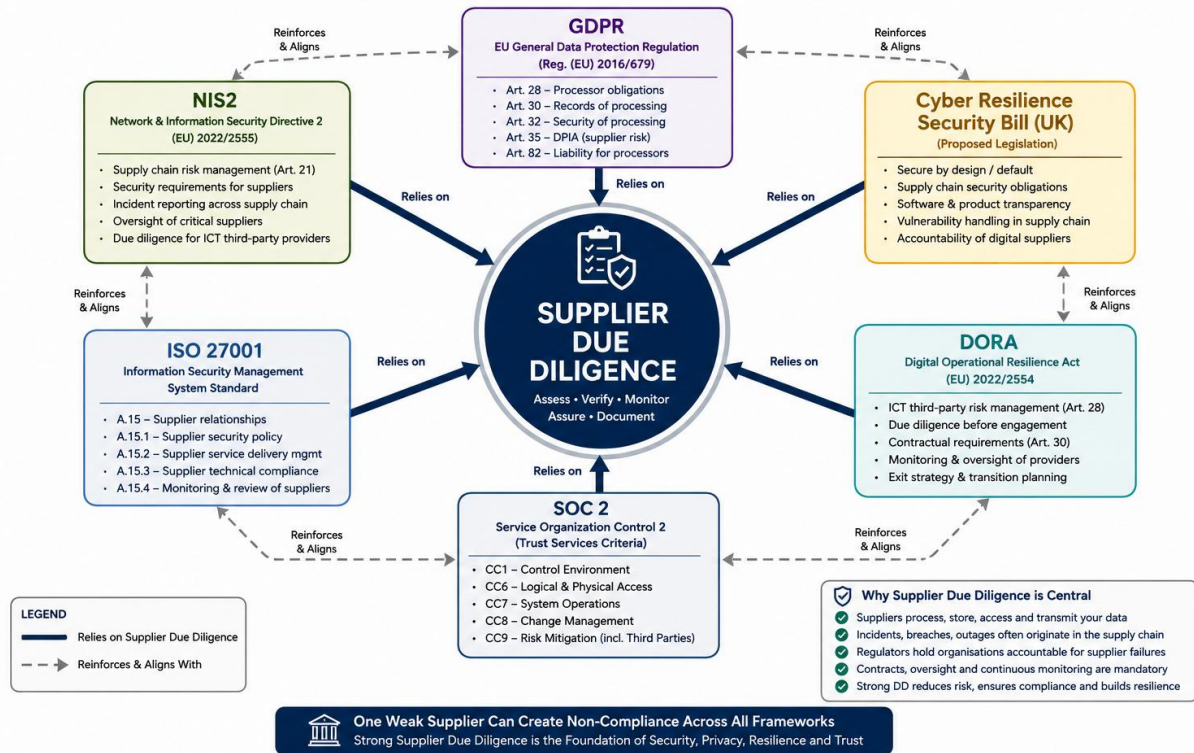 GDPR
EU General Data Protection Regulation
(Reg. (EU) 2016/679)
• Art. 28 – Processor obligations
• Art. 30 – Records of processing
• Art. 32 – Security of processing
• Art. 35 – DPIA (supplier risk)
• Art. 82 – Liability for processors
Reinforces
& Aligns
Reinforces
& Aligns
NIS2
Network & Information Security Directive 2
(EU) 2022/2555)
• Supply chain risk management (Art. 21)
• Security requirements for suppliers
• Incident reporting across supply chain
• Oversight of critical suppliers
• Due diligence for ICT third-party providers
Cyber Resilience
Security Bill (UK)
(Proposed Legislation)
• Secure by design / default
• Supply chain security obligations
• Software & product transparency
• Vulnerability handling in supply chain
• Accountability of digital suppliers
Relies on
Relies on
Relies on
SUPPLIER
DUE
DILIGENCE
Assess • Verify • Monitor
Assure • Document
Reinforces
& Aligns
Reinforces
& Aligns
ISO 27001
Information Security Management
System Standard
• A.15 – Supplier relationships
• A.15.1 – Supplier security policy
• A.15.2 – Supplier service delivery mgmt
• A.15.3 – Supplier technical compliance
• A.15.4 – Monitoring & review of suppliers
Relies on
Relies on
DORA
Digital Operational Resilience Act
(EU) 2022/2554
• ICT third-party risk management (Art. 28)
• Due diligence before engagement
• Contractual requirements (Art. 30)
• Monitoring & oversight of providers
• Exit strategy & transition planning
Relies on
SOC 2
Service Organization Control 2
(Trust Services Criteria)
• CC1 – Control Environment
• CC6 – Logical & Physical Access
• CC7 – System Operations
• CC8 – Change Management
• CC9 – Risk Mitigation (incl. Third Parties)
Reinforces
& Aligns
Reinforces
& Aligns
LEGEND
Relies on Supplier Due Diligence
Reinforces & Aligns With
Why Supplier Due Diligence is Central
Suppliers process, store, access and transmit your data
Incidents, breaches, outages often originate in the supply chain
Regulators hold organisations accountable for supplier failures
Contracts, oversight and continuous monitoring are mandatory
Strong DD reduces risk, ensures compliance and builds resilience
One Weak Supplier Can Create Non-Compliance Across All Frameworks
Strong Supplier Due Diligence is the Foundation of Security, Privacy, Resilience and Trust